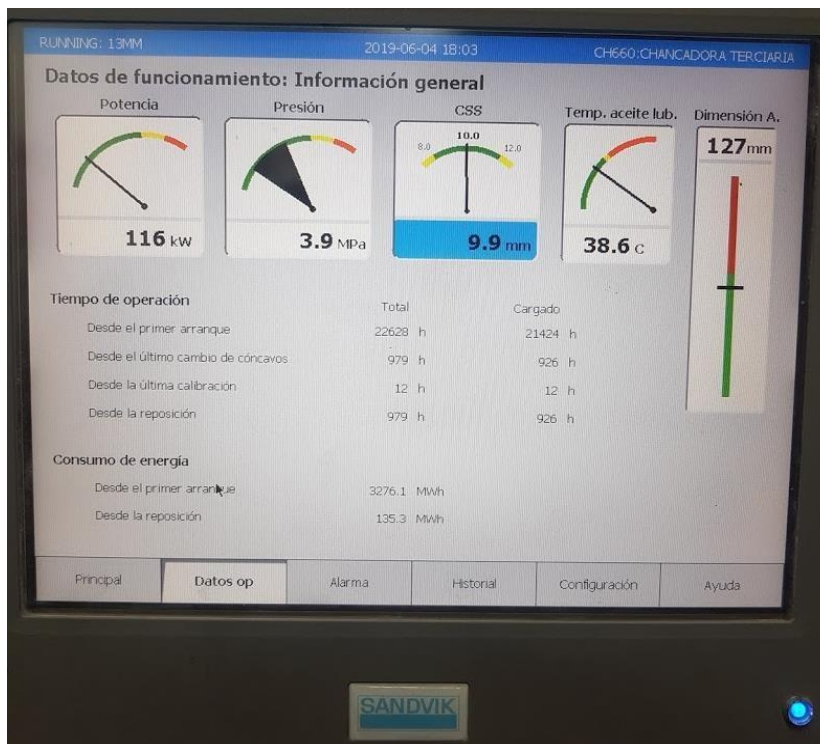 RUNNING: 13MM 2019-06-04 18:03 CH660:CHANCADORA TERCIARIA
Datos de funcionamiento: Información general
Potencia Presión CSS Temp. aceite lub. Dimensión A.
8.0 10.0 12.0
116 kW 3.9 MPa 9.9 mm 38.6 C 127mm
Tiempo de operación Total Cargado
Desde el primer arranque 22628 h 21424 h
Desde el último cambio de cóncavos 979 h 926 h
Desde la última calibración 12 h 12 h
Desde la reposición 979 h 926 h
Consumo de energía
Desde el primer arranque 3276.1 MWh
Desde la reposición 135.3 MWh
Principal Datos op Alarma Historial Configuración Ayuda
SANDVIK